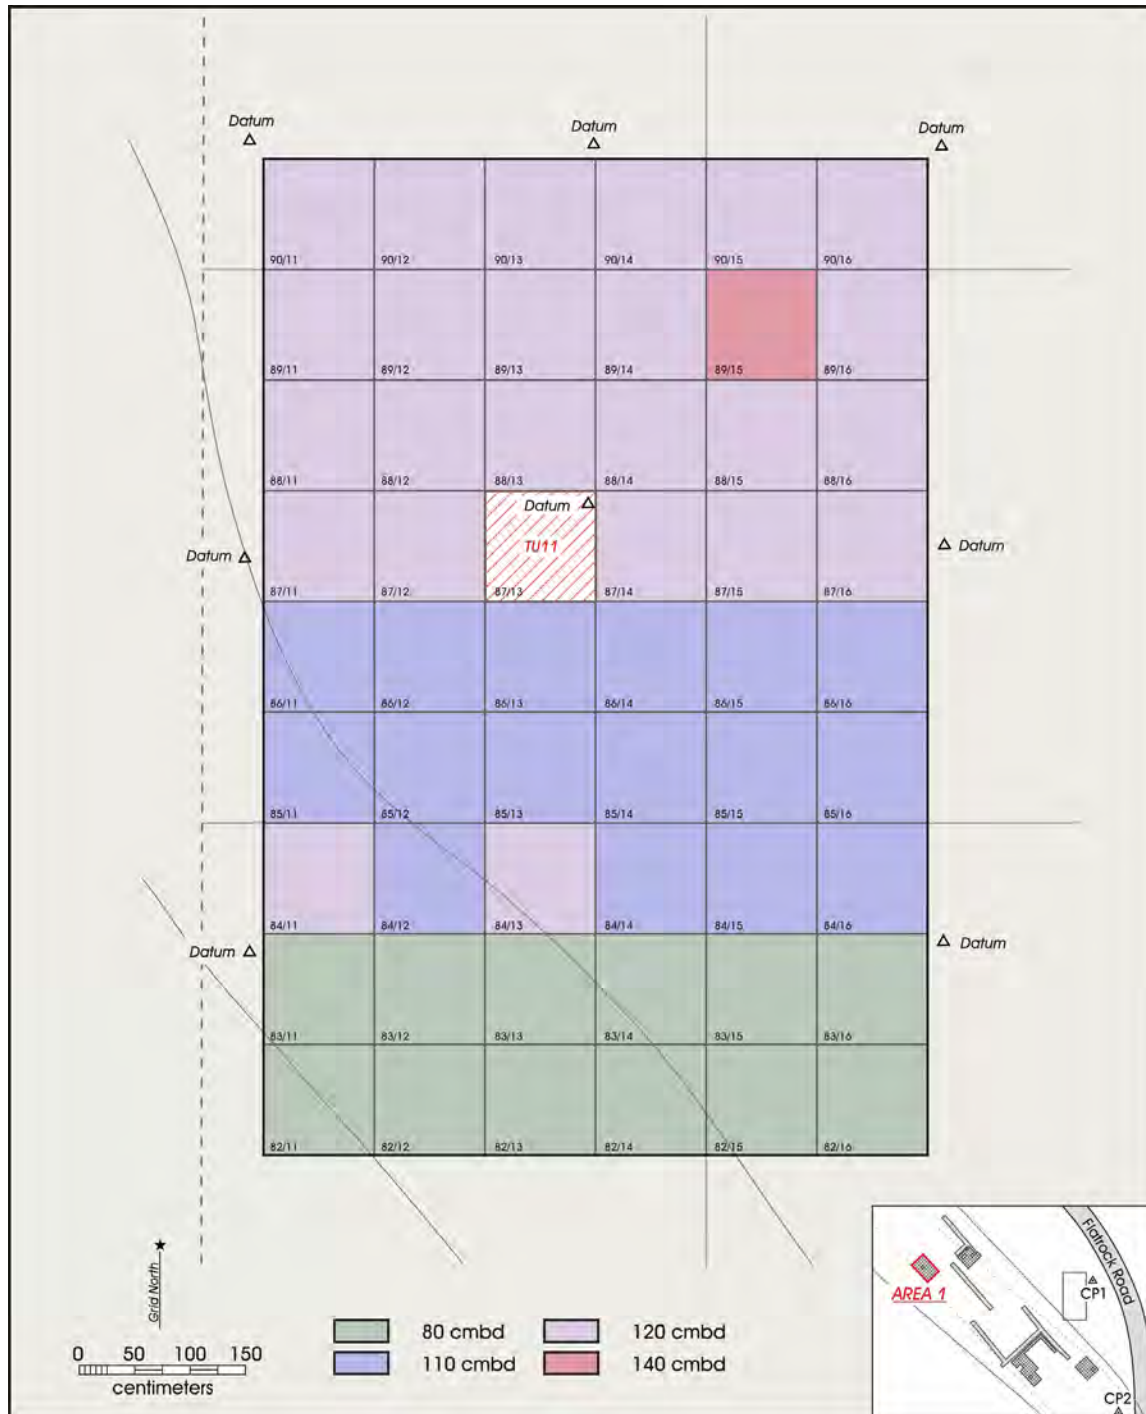 Datum
Datum
Datum
90/11 90/12 90/13 90/14 90/15 90/16
89/11 89/12 89/13 89/14 89/15 89/16
88/11 88/12 88/13 88/14 88/15 88/16
Datum
TU11
Datum
Datum
87/11 87/12 87/13 87/14 87/15 87/16
86/11 86/12 86/13 86/14 86/15 86/16
85/11 85/12 85/13 85/14 85/15 85/16
84/11 84/12 84/13 84/14 84/15 84/16
Datum
Datum
83/11 83/12 83/13 83/14 83/15 83/16
82/11 82/12 82/13 82/14 82/15 82/16
Grid North
0 50 100 150
centimeters
80 cmbd
120 cmbd
110 cmbd
140 cmbd
Flatrock Road
AREA 1
CP1
CP2